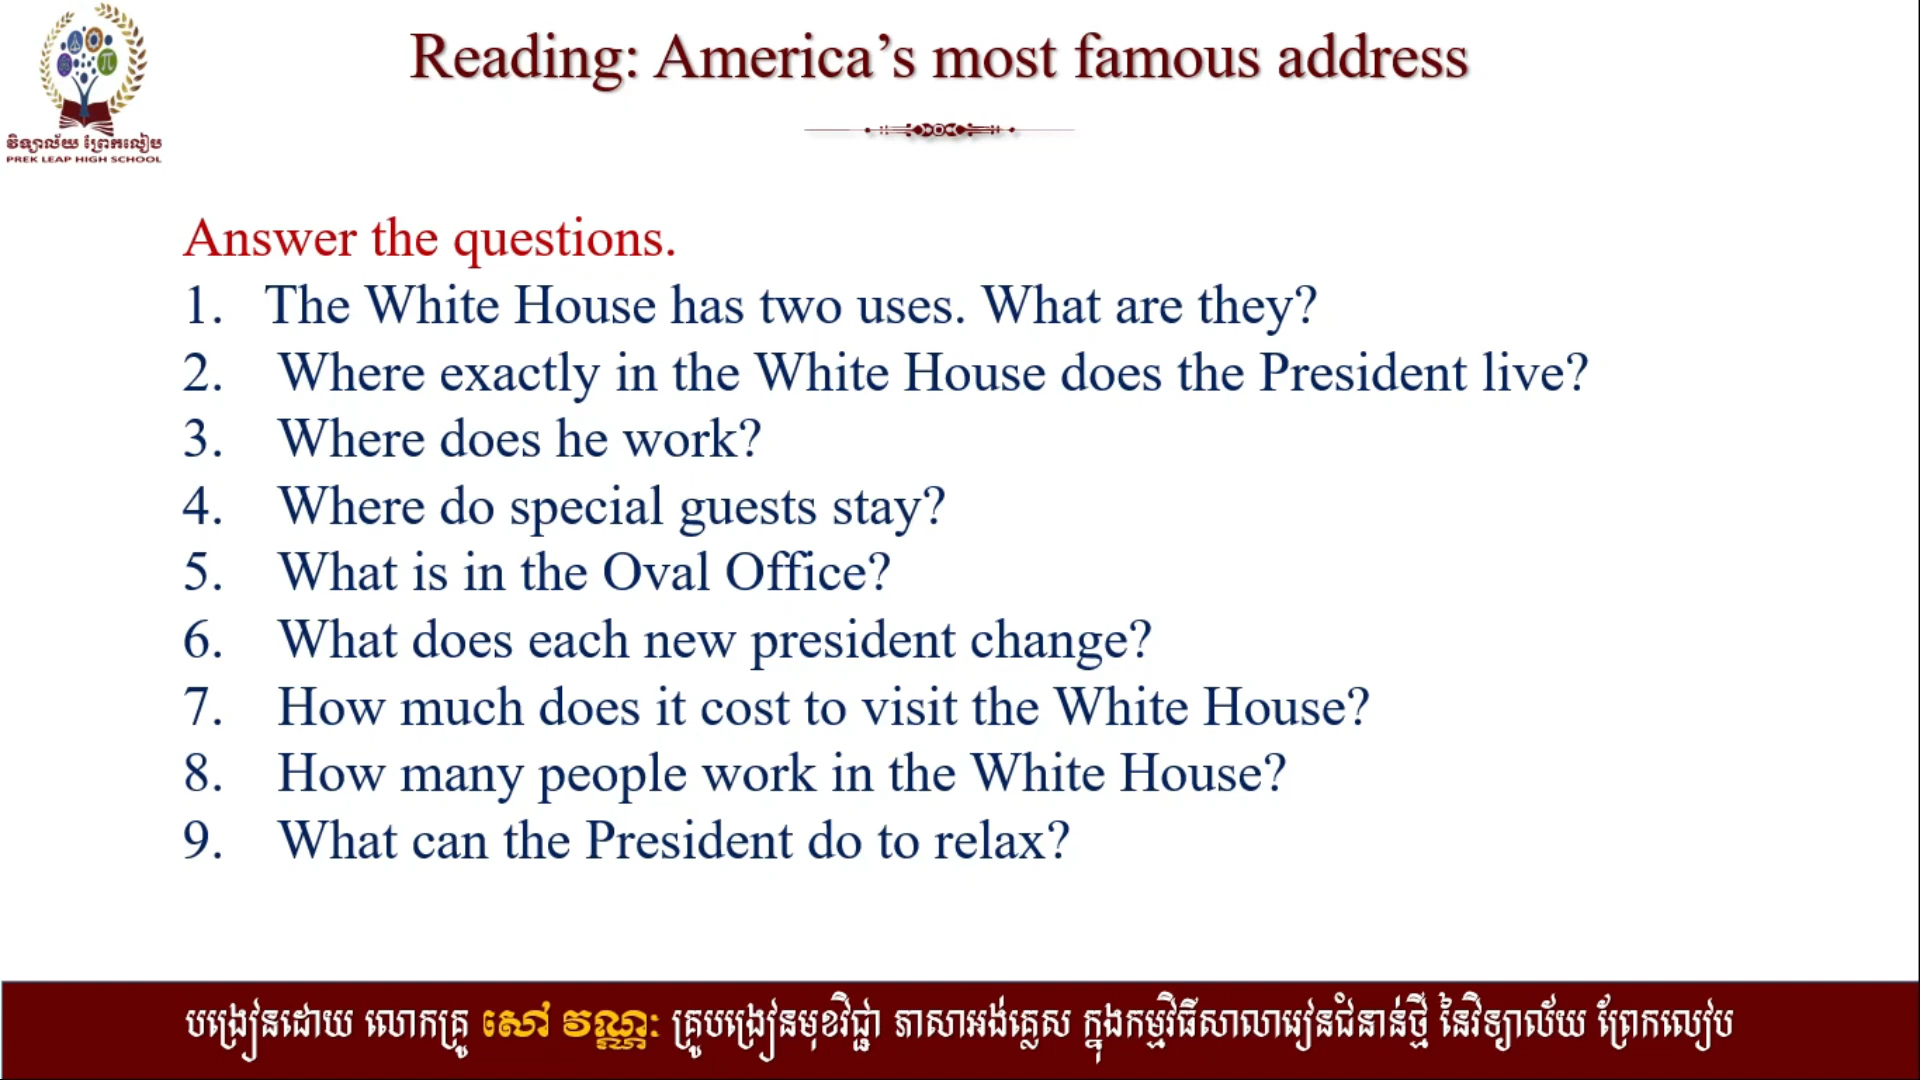 Reading: America’s most famous address
វិទ្យាល័យ ព្រែកលៀប
PREK LEAP HIGH SCHOOL
Answer the questions.
1. The White House has two uses. What are they?
2. Where exactly in the White House does the President live?
3. Where does he work?
4. Where do special guests stay?
5. What is in the Oval Office?
6. What does each new president change?
7. How much does it cost to visit the White House?
8. How many people work in the White House?
9. What can the President do to relax?
បង្រៀនដោយ លោកគ្រូ សៅ វណ្ណៈ គ្រូបង្រៀនមុខវិជ្ជា ភាសាអង់គ្លេស ក្នុងកម្មវិធីសាលារៀនជំនាន់ថ្មី នៃវិទ្យាល័យ ព្រែកលៀប